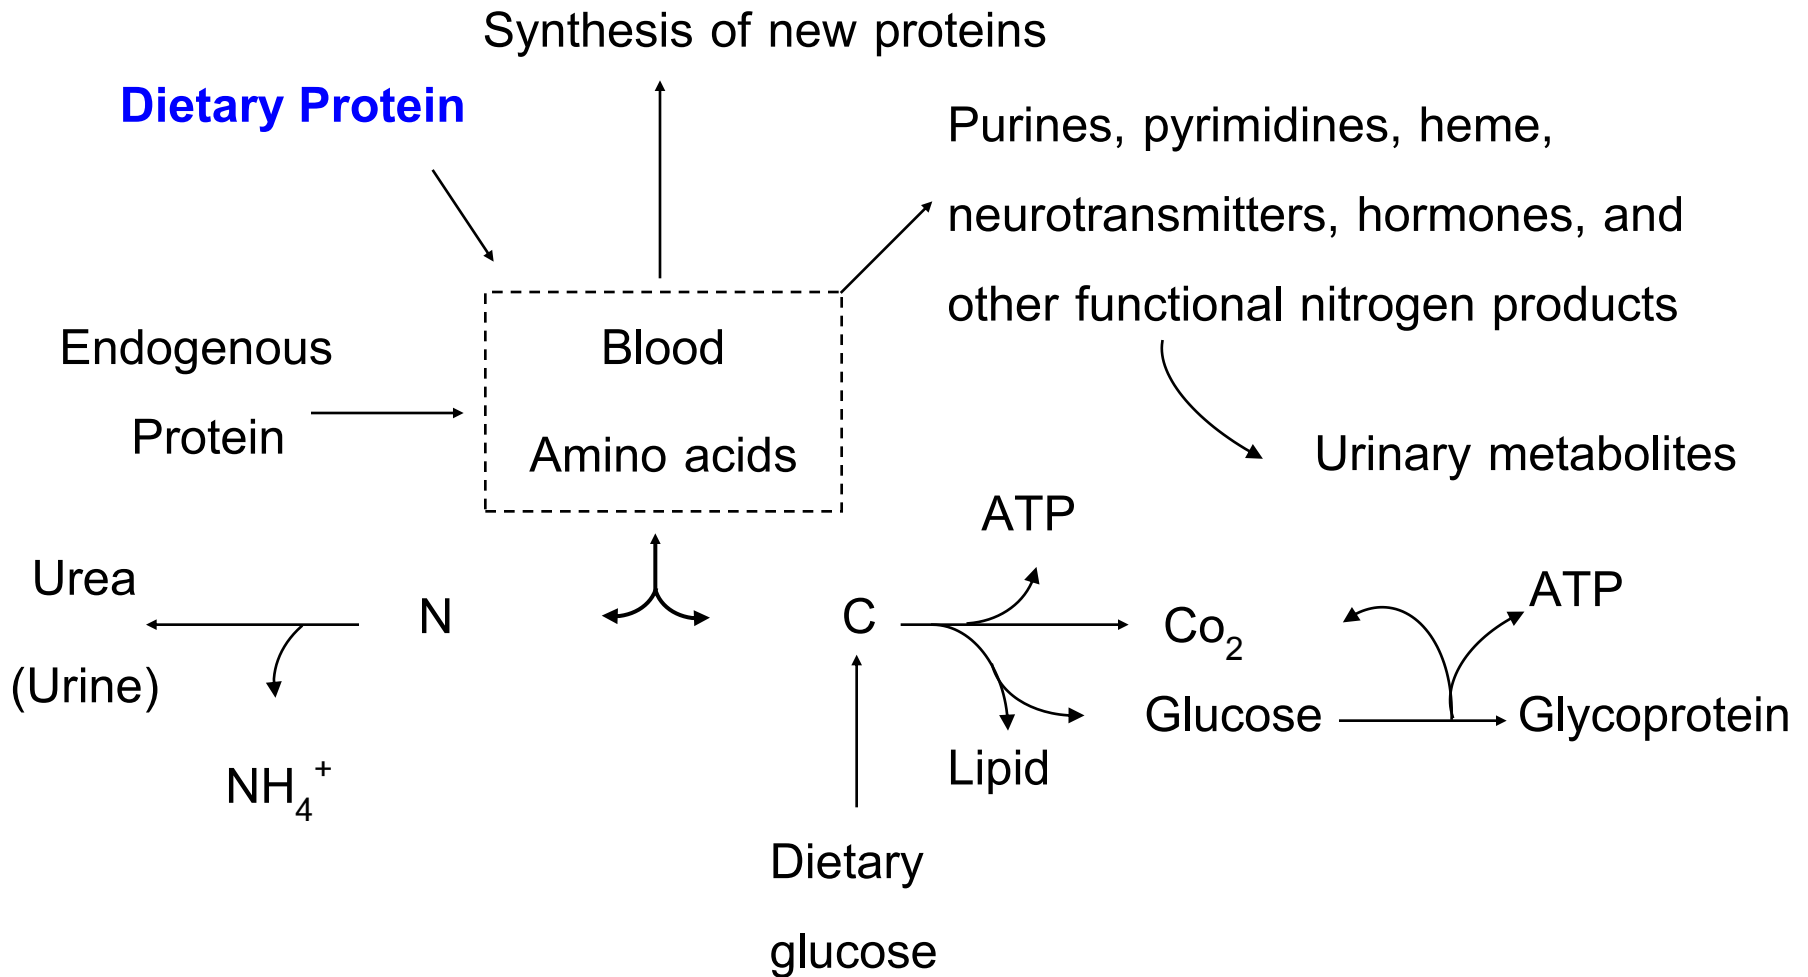 Synthesis of new proteins
Dietary Protein
Purines, pyrimidines, heme,
neurotransmitters, hormones, and
other functional nitrogen products
Endogenous
Protein
Blood
Amino acids
Urinary metabolites
ATP
Urea
(Urine)
N
C
Co₂
ATP
Glucose
Glycoprotein
Lipid
NH₄⁺
Dietary
glucose